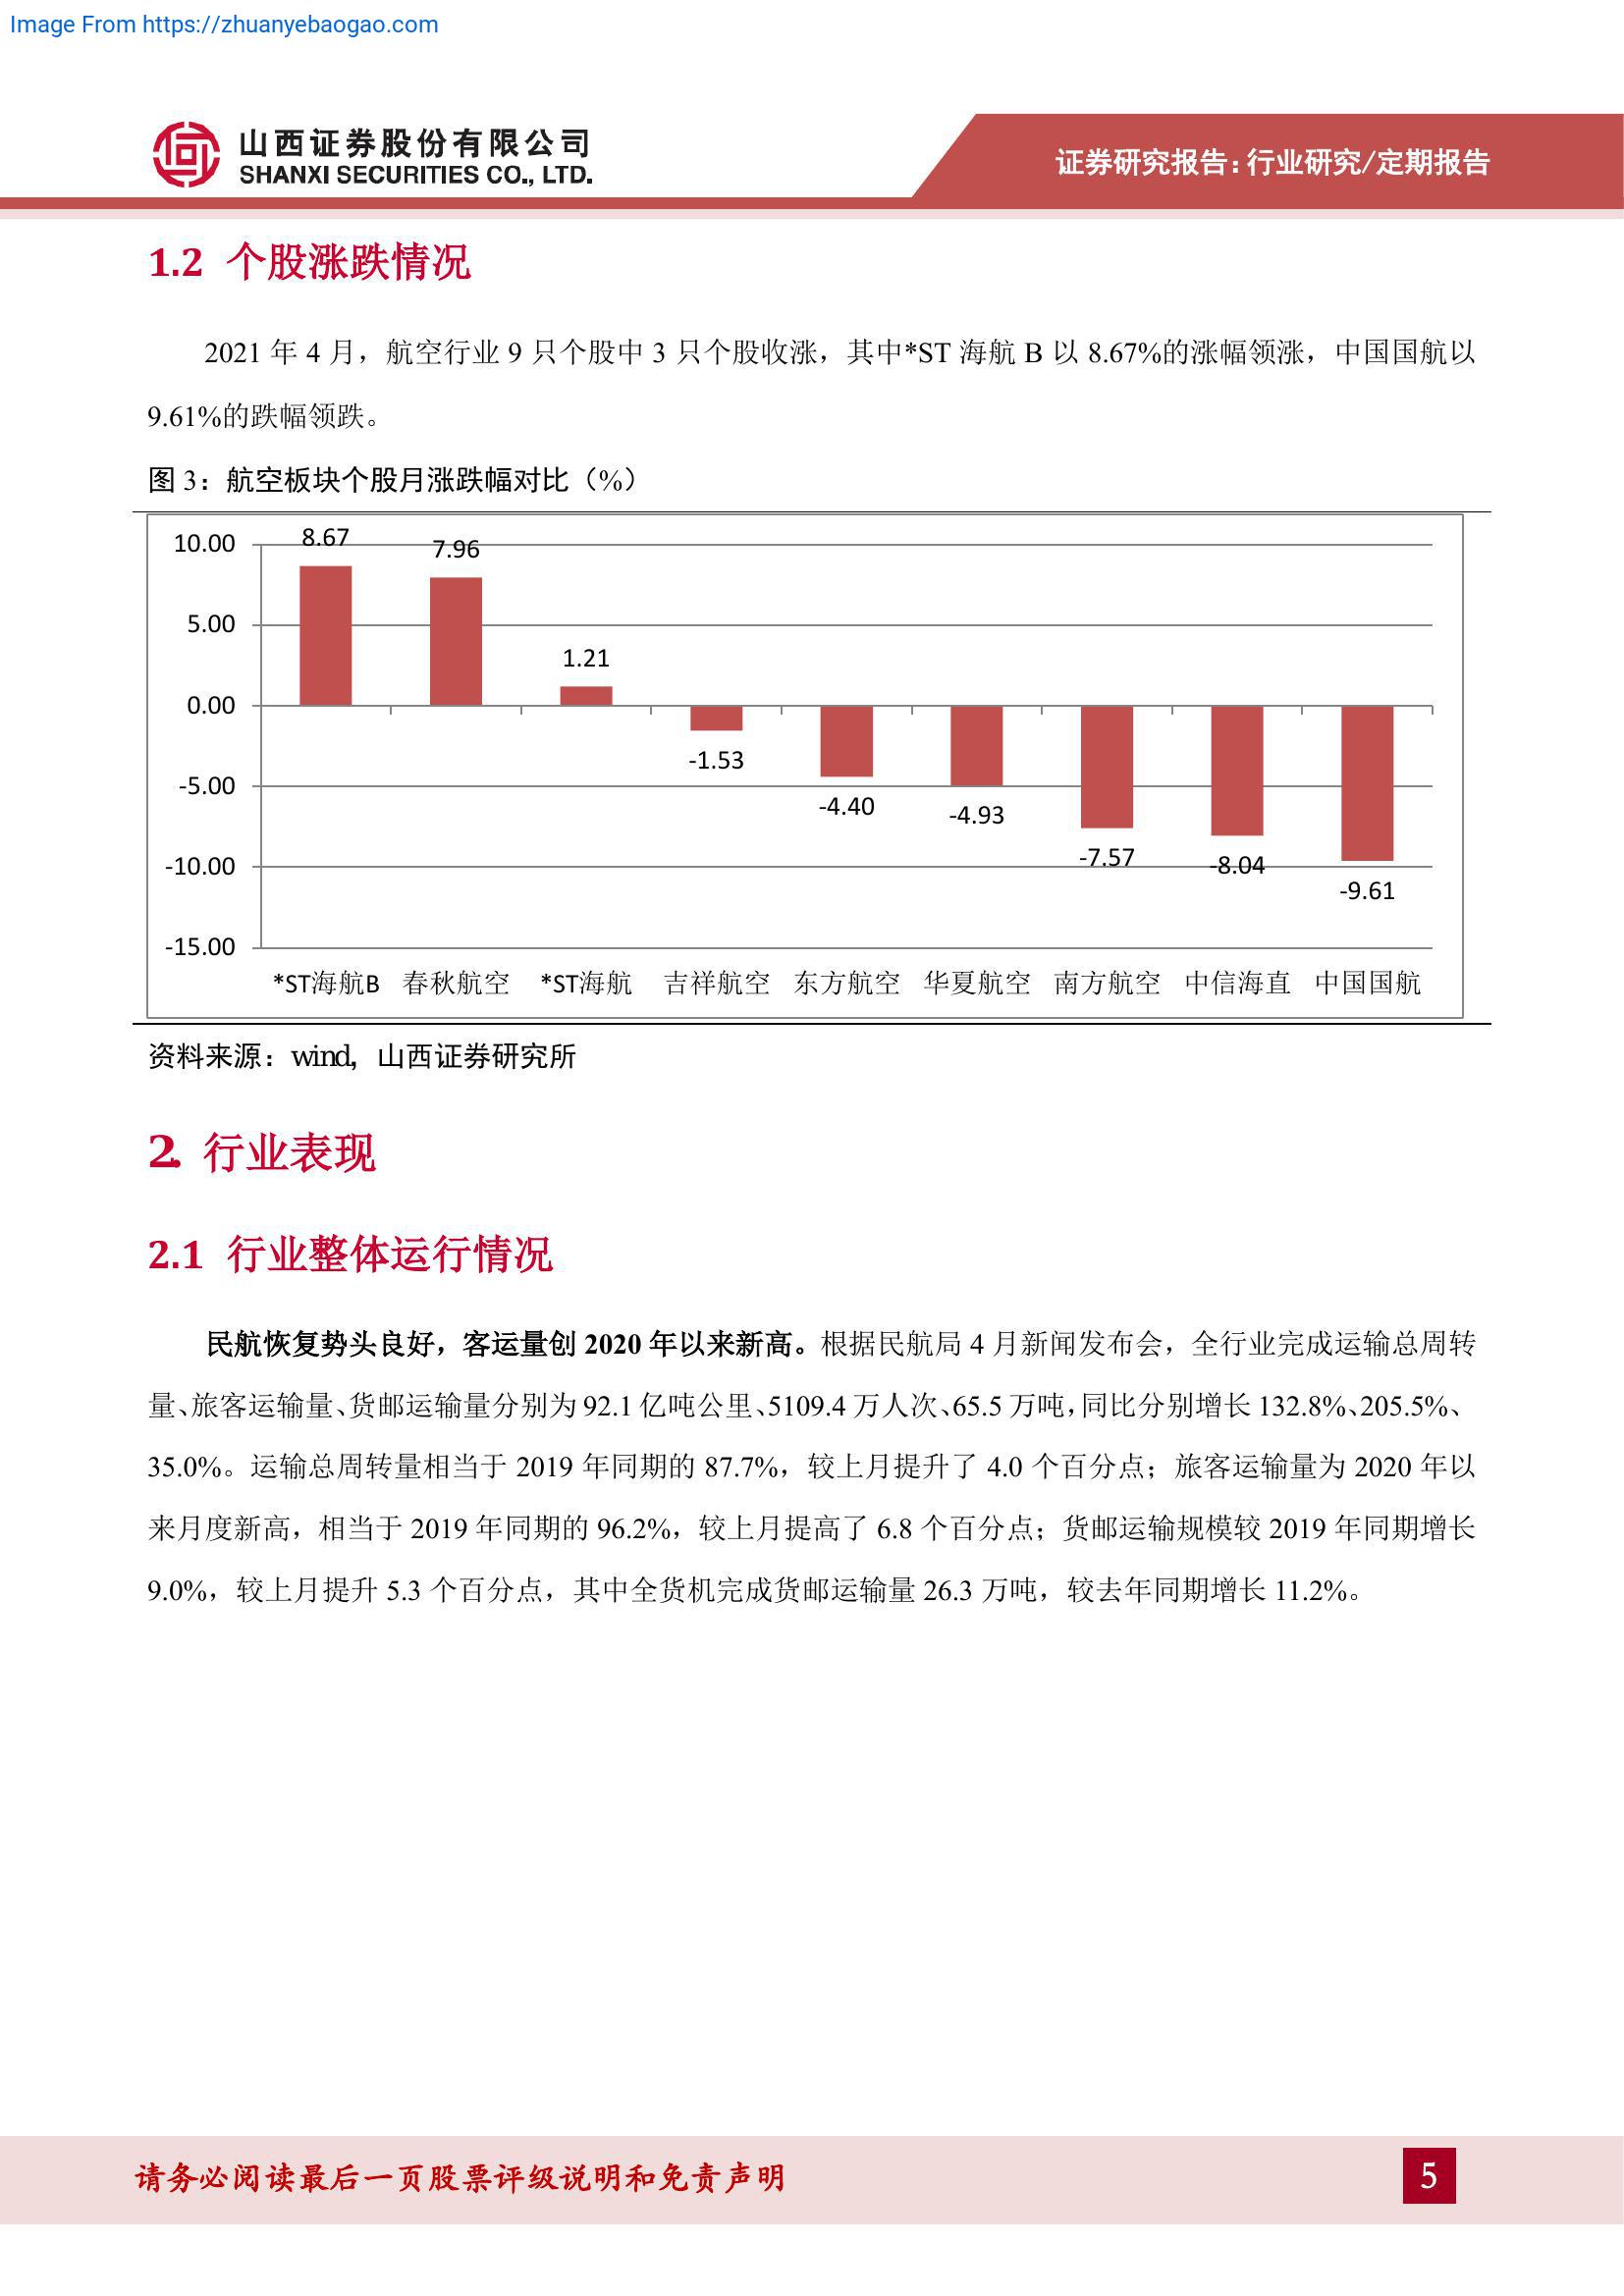 Image From https://zhuanyebaogao.com
山西证券股份有限公司
SHANXI SECURITIES CO., LTD.
证券研究报告：行业研究/定期报告
1.2 个股涨跌情况
2021 年 4 月，航空行业 9 只个股中 3 只个股收涨，其中*ST 海航 B 以 8.67%的涨幅领涨，中国国航以
9.61%的跌幅领跌。
图 3：航空板块个股月涨跌幅对比（%）
10.00
5.00
0.00
-5.00
-10.00
-15.00
8.67
7.96
1.21
-1.53
-4.40
-4.93
-7.57
-8.04
-9.61
*ST海航B 春秋航空 *ST海航 吉祥航空 东方航空 华夏航空 南方航空 中信海直 中国国航
资料来源：wind，山西证券研究所
2. 行业表现
2.1 行业整体运行情况
民航恢复势头良好，客运量创 2020 年以来新高。根据民航局 4 月新闻发布会，全行业完成运输总周转
量、旅客运输量、货邮运输量分别为 92.1 亿吨公里、5109.4 万人次、65.5 万吨，同比分别增长 132.8%、205.5%、
35.0%。运输总周转量相当于 2019 年同期的 87.7%，较上月提升了 4.0 个百分点；旅客运输量为 2020 年以
来月度新高，相当于 2019 年同期的 96.2%，较上月提高了 6.8 个百分点；货邮运输规模较 2019 年同期增长
9.0%，较上月提升 5.3 个百分点，其中全货机完成货邮运输量 26.3 万吨，较去年同期增长 11.2%。
请务必阅读最后一页股票评级说明和免责声明
5